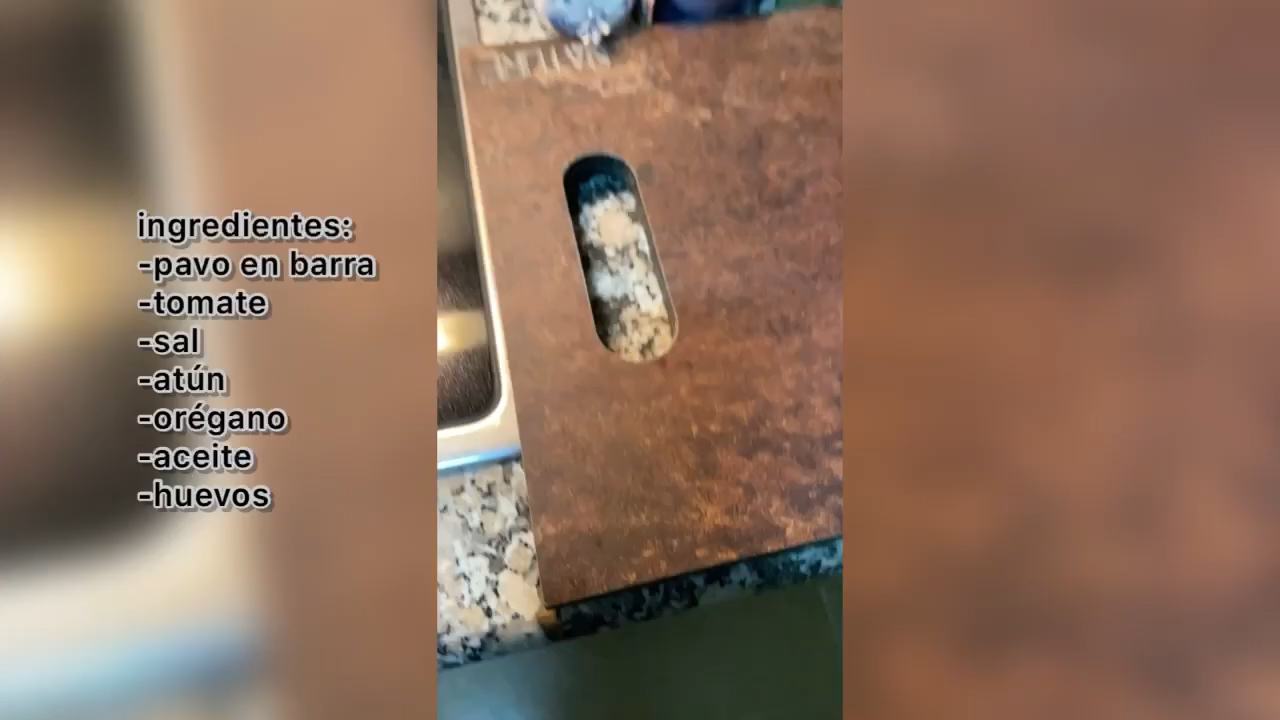 ingredientes:
-pavo en barra
-tomate
-sal
-atún
-orégano
-aceite
-huevos